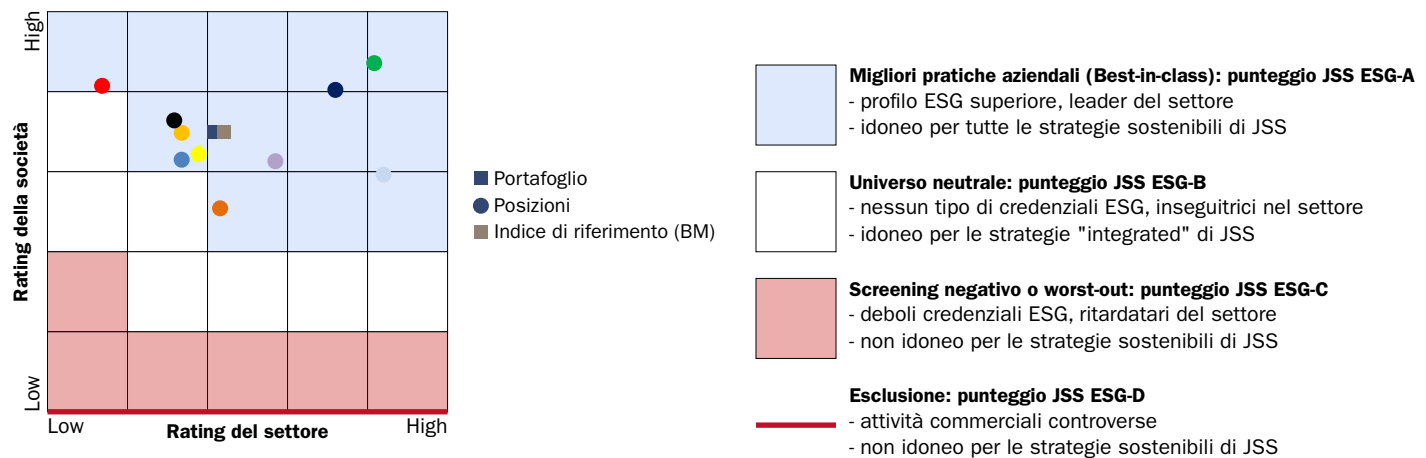 High
Rating della società
Low
Low
Rating del settore
High
Portafoglio
Posizioni
Indice di riferimento (BM)
Migliori pratiche aziendali (Best-in-class): punteggio JSS ESG-A
- profilo ESG superiore, leader del settore
- idoneo per tutte le strategie sostenibili di JSS
Universo neutrale: punteggio JSS ESG-B
- nessun tipo di credenziali ESG, inseguitrici nel settore
- idoneo per le strategie "integrated" di JSS
Screening negativo o worst-out: punteggio JSS ESG-C
- deboli credenziali ESG, ritardatari del settore
- non idoneo per le strategie sostenibili di JSS
Esclusione: punteggio JSS ESG-D
- attività commerciali controverse
- non idoneo per le strategie sostenibili di JSS